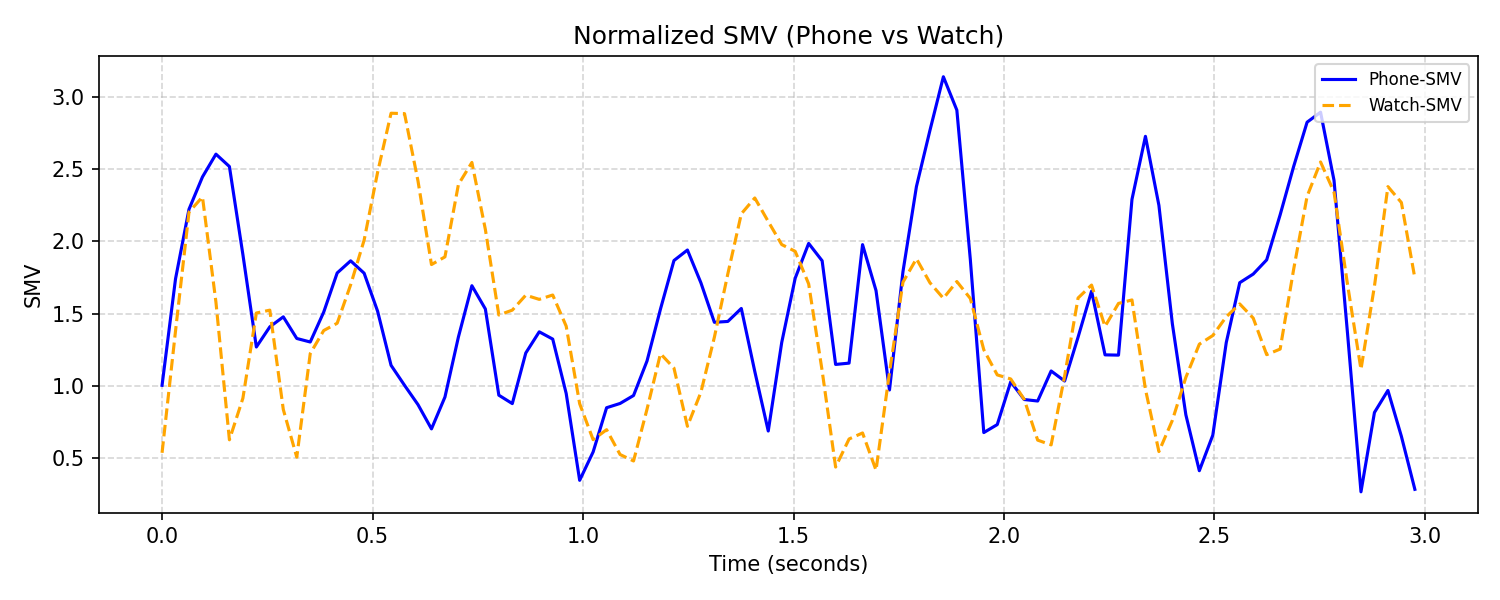 Normalized SMV (Phone vs Watch)
Phone-SMV
Watch-SMV
3.0
2.5
2.0
1.5
1.0
0.5
SMV
0.0 0.5 1.0 1.5 2.0 2.5 3.0
Time (seconds)